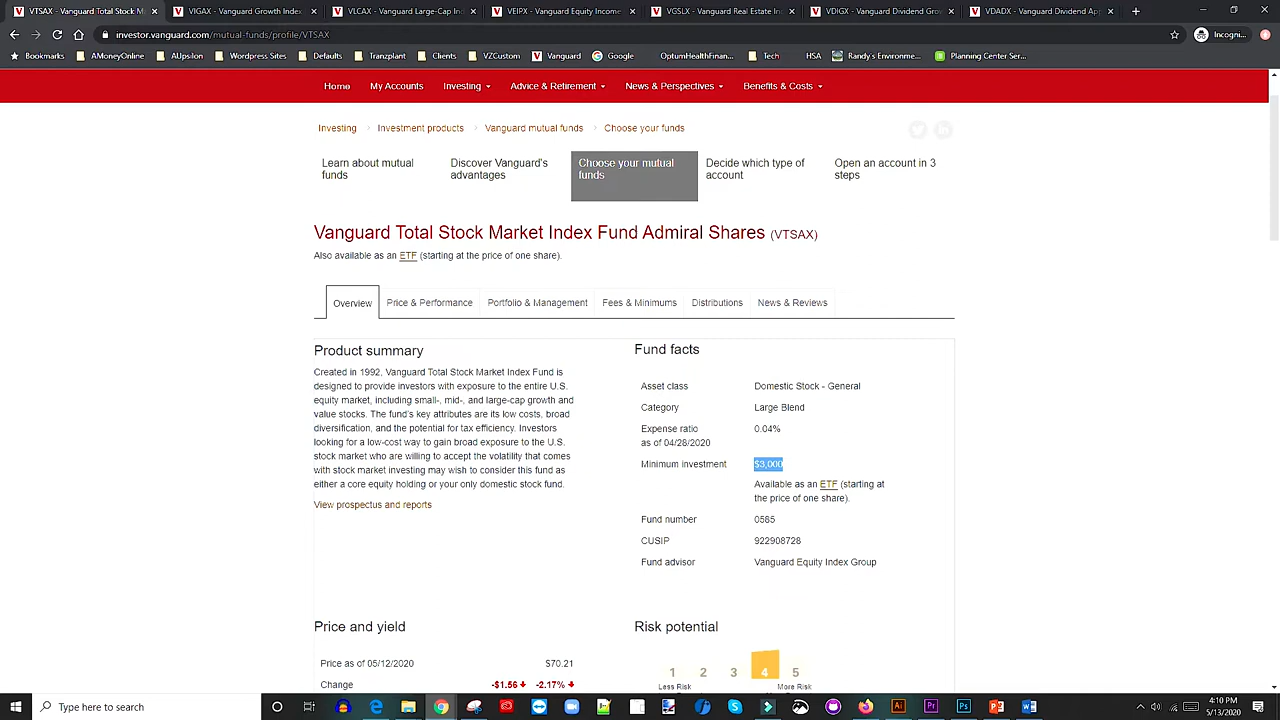 VTSAX - Vanguard Total Stock M
VIGAX - Vanguard Growth Index
VLCAX - Vanguard Large-Cap In
VEIPX - Vanguard Equity Income
VGSLX - Vanguard Real Estate In
VDIGX - Vanguard Dividend Gro
VDADX - Vanguard Dividend Ap
investor.vanguard.com/mutual-funds/profile/VTSAX
Incogni...
Bookmarks AMoneyOnline AUpsilon Wordpress Sites Defaults Tranzplant Clients VZCustom Vanguard Google OptumHealthFinan... Tech HSA Randy's Environme... Planning Center Ser...
Home My Accounts Investing Advice & Retirement News & Perspectives Benefits & Costs
Investing Investment products Vanguard mutual funds Choose your funds
Learn about mutual funds
Discover Vanguard's advantages
Choose your mutual funds
Decide which type of account
Open an account in 3 steps
Vanguard Total Stock Market Index Fund Admiral Shares (VTSAX)
Also available as an ETF (starting at the price of one share).
Overview Price & Performance Portfolio & Management Fees & Minimums Distributions News & Reviews
Product summary
Created in 1992, Vanguard Total Stock Market Index Fund is
designed to provide investors with exposure to the entire U.S.
equity market, including small-, mid-, and large-cap growth and
value stocks. The fund's key attributes are its low costs, broad
diversification, and the potential for tax efficiency. Investors
looking for a low-cost way to gain broad exposure to the U.S.
stock market who are willing to accept the volatility that comes
with stock market investing may wish to consider this fund as
either a core equity holding or your only domestic stock fund.
View prospectus and reports
Fund facts
Asset class Domestic Stock - General
Category Large Blend
Expense ratio 0.04%
as of 04/28/2020
Minimum investment $3,000
Available as an ETF (starting at
the price of one share).
Fund number 0585
CUSIP 922908728
Fund advisor Vanguard Equity Index Group
Price and yield
Price as of 05/12/2020 $70.21
Change -$1.56 -2.17%
Risk potential
1 2 3 4 5
Less Risk More Risk
Type here to search
4:10 PM
5/13/2020